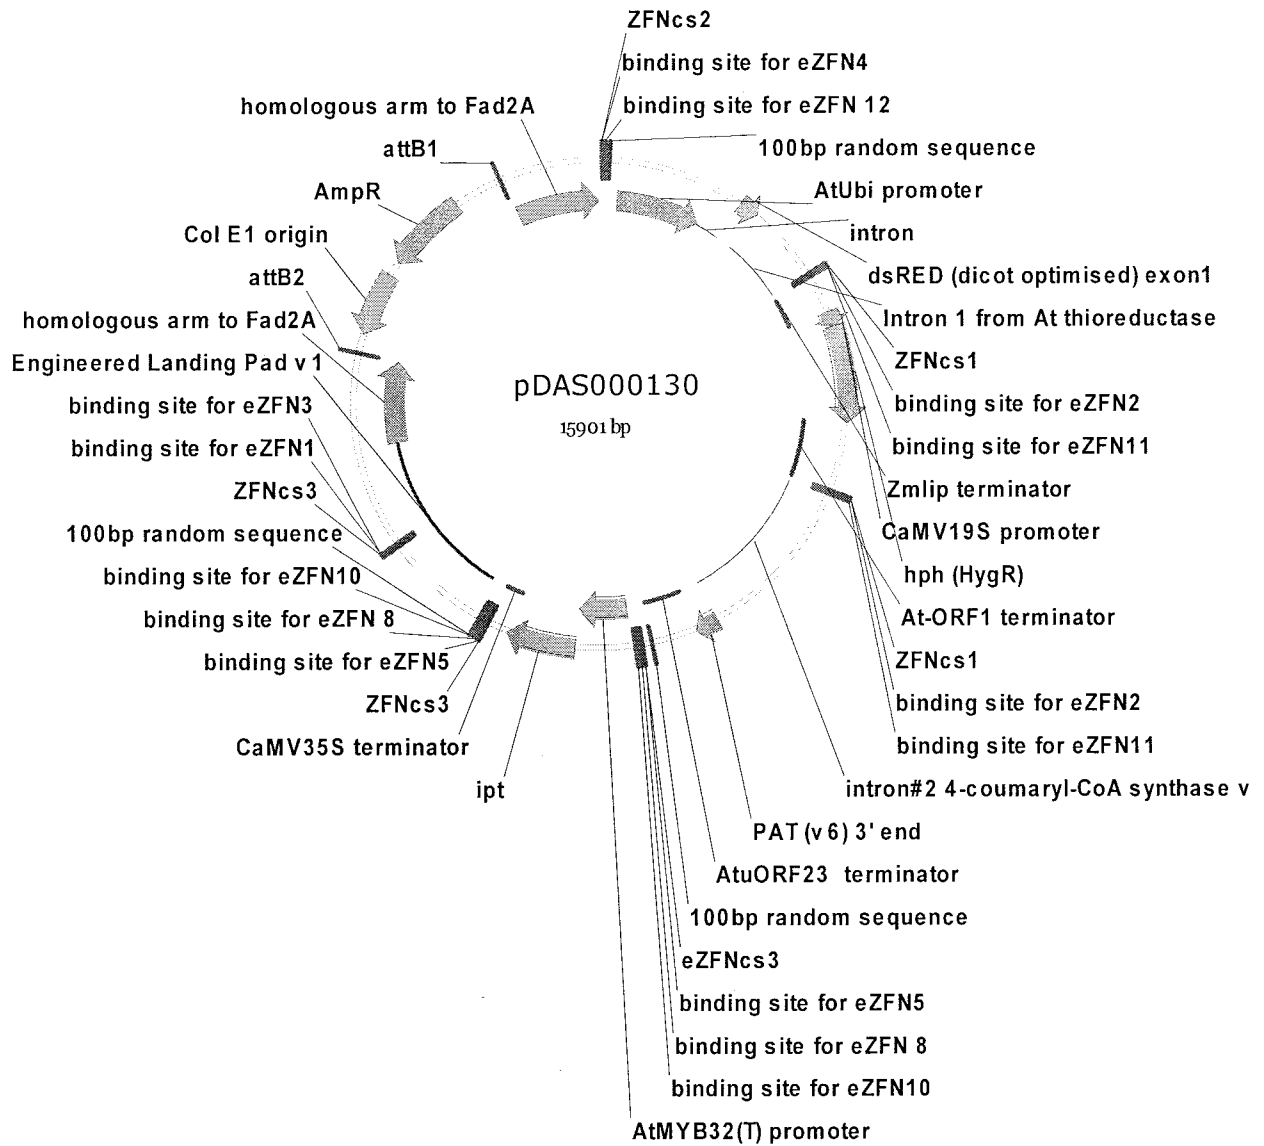 ZFNcs2
binding site for eZFN4
binding site for eZFN 12
homologous arm to Fad2A
100bp random sequence
attB1
AtUbi promoter
AmpR
intron
Col E1 origin
dsRED (dicot optimised) exon1
attB2
Intron 1 from At thioreductase
homologous arm to Fad2A
ZFNcs1
Engineered Landing Pad v1
pDAS000130
15901 bp
binding site for eZFN3
binding site for eZFN2
binding site for eZFN1
binding site for eZFN11
ZFNcs3
Zmlip terminator
100bp random sequence
CaMV19S promoter
binding site for eZFN10
hph (HygR)
binding site for eZFN 8
At-ORF1 terminator
binding site for eZFN5
ZFNcs1
ZFNcs3
binding site for eZFN2
CaMV35S terminator
binding site for eZFN11
ipt
intron#2 4-coumaryl-CoA synthase v
PAT (v6) 3' end
AtuORF23 terminator
100bp random sequence
eZFNcs3
binding site for eZFN5
binding site for eZFN 8
binding site for eZFN10
AtMYB32(T) promoter